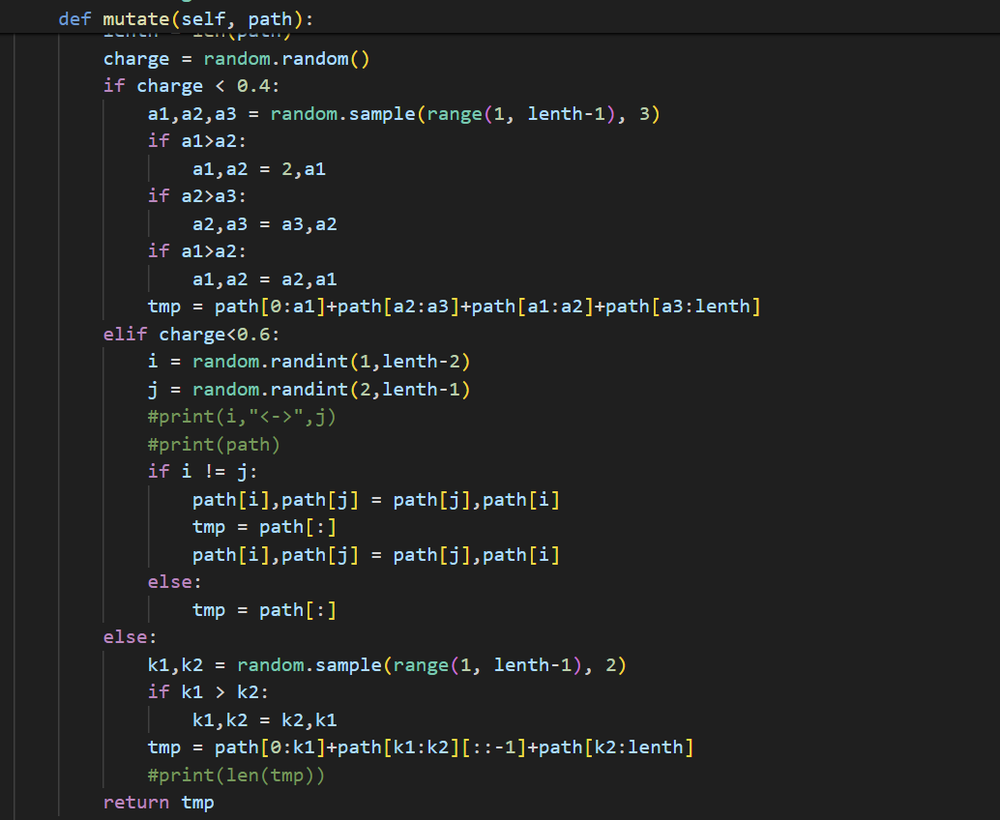 def mutate(self, path):
lenth = len(path)
charge = random.random()
if charge < 0.4:
a1,a2,a3 = random.sample(range(1, lenth-1), 3)
if a1>a2:
a1,a2 = 2,a1
if a2>a3:
a2,a3 = a3,a2
if a1>a2:
a1,a2 = a2,a1
tmp = path[0:a1]+path[a2:a3]+path[a1:a2]+path[a3:lenth]
elif charge<0.6:
i = random.randint(1,lenth-2)
j = random.randint(2,lenth-1)
#print(i,"<->",j)
#print(path)
if i != j:
path[i],path[j] = path[j],path[i]
tmp = path[:]
path[i],path[j] = path[j],path[i]
else:
tmp = path[:]
else:
k1,k2 = random.sample(range(1, lenth-1), 2)
if k1 > k2:
k1,k2 = k2,k1
tmp = path[0:k1]+path[k1:k2][::-1]+path[k2:lenth]
#print(len(tmp))
return tmp